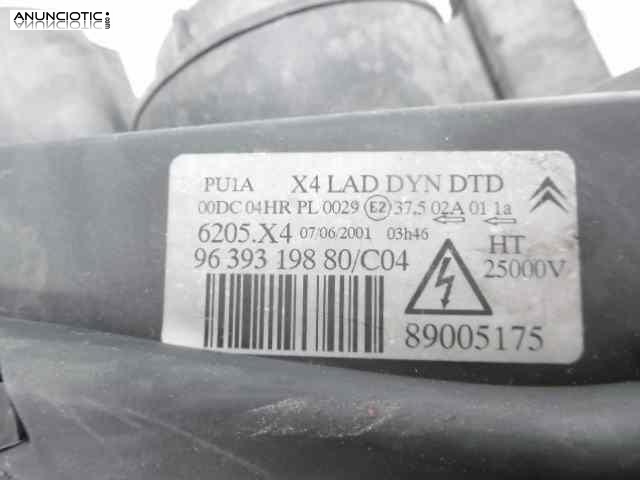 ANUNCIOTIC
.com
PU1A X4 LAD DYN DTD
00DC 04HR PL 0029 E2 37.5 02A 01 1a
6205.X4 07/06/2001 03h46
HT
96 393 198 80/C04 25000V
89005175